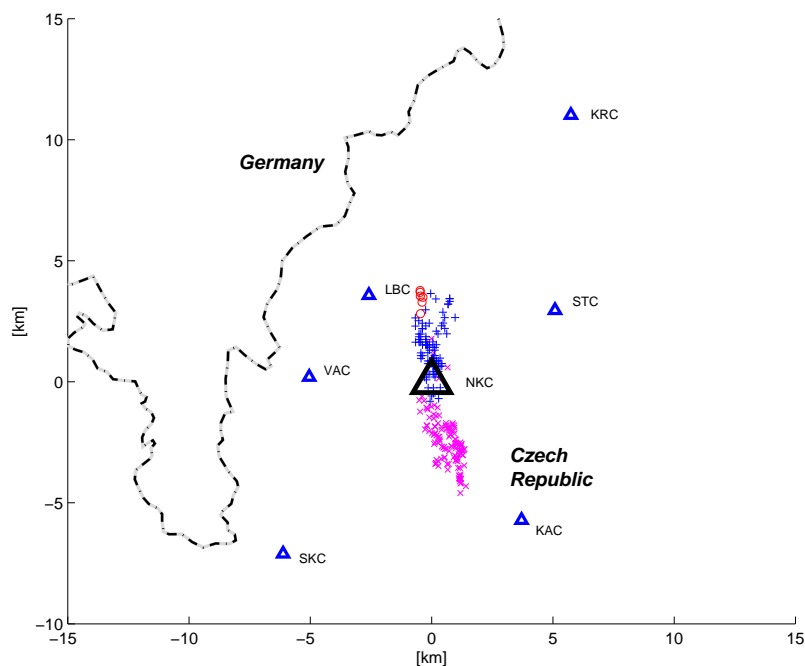 15
10
5
0
−5
−10
[km]
Germany
KRC
LBC
STC
VAC
NKC
Czech
Republic
KAC
SKC
−15
−10
−5
0
5
10
15
[km]